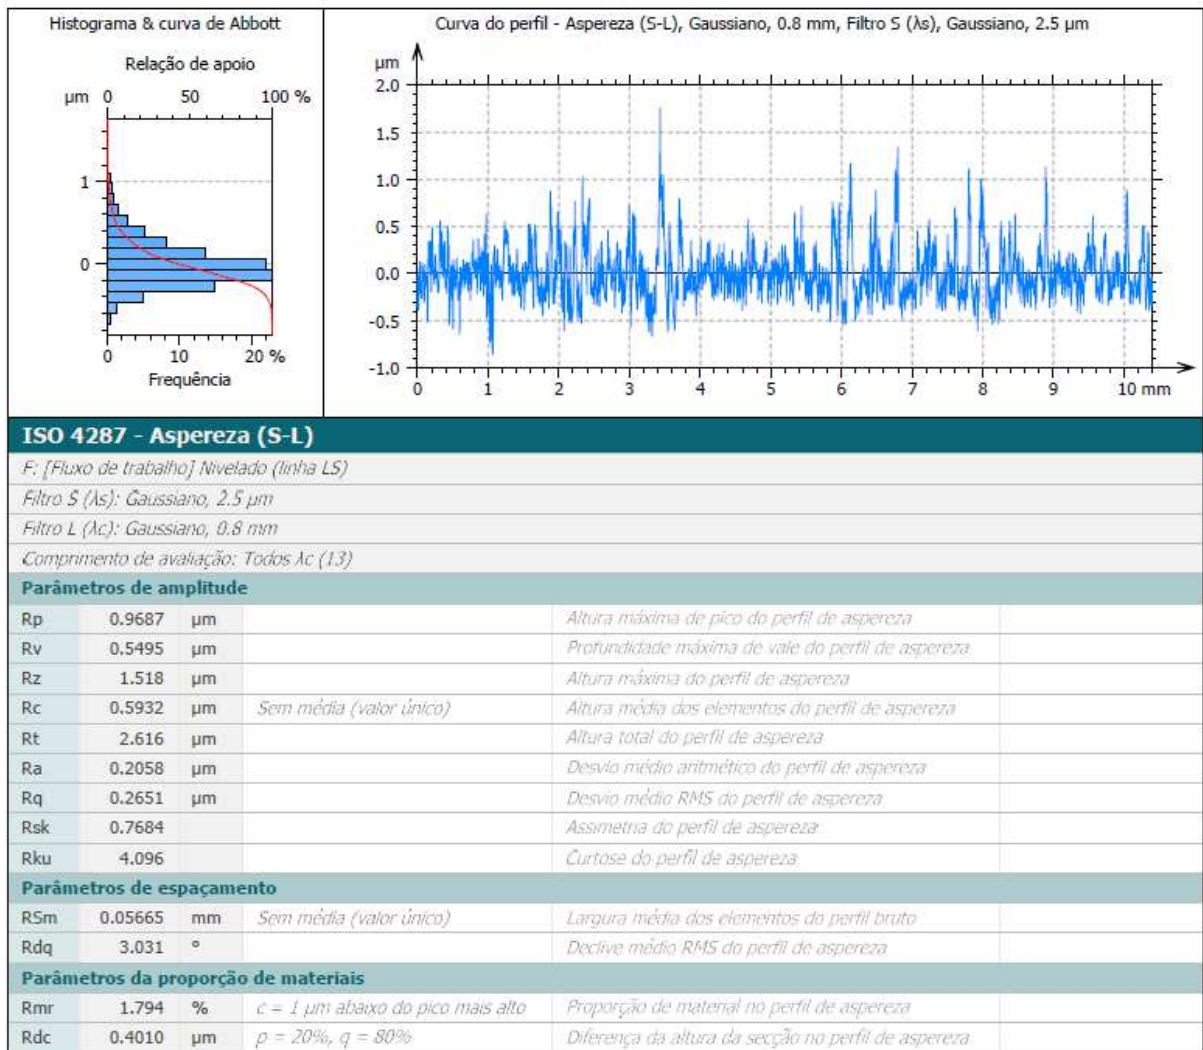 Histograma & curva de Abbott
Relação de apoio
µm 0 50 100 %
1
0
0 10 20 %
Frequência
Curva do perfil - Aspereza (S-L), Gaussiano, 0.8 mm, Filtro S (λs), Gaussiano, 2.5 µm
µm
2.0
1.5
1.0
0.5
0.0
-0.5
-1.0
0 1 2 3 4 5 6 7 8 9 10 mm
ISO 4287 - Aspereza (S-L)
F: [Fluxo de trabalho] Nivelado (linha LS)
Filtro S (λs): Gaussiano, 2.5 µm
Filtro L (λc): Gaussiano, 0.8 mm
Comprimento de avaliação: Todos λc (13)
Parâmetros de amplitude
Rp 0.9687 µm Altura máxima de pico do perfil de aspereza
Rv 0.5495 µm Profundidade máxima de vale do perfil de aspereza
Rz 1.518 µm Altura máxima do perfil de aspereza
Rc 0.5932 µm Sem média (valor único) Altura média dos elementos do perfil de aspereza
Rt 2.616 µm Altura total do perfil de aspereza
Ra 0.2058 µm Desvio médio aritmético do perfil de aspereza
Rq 0.2651 µm Desvio médio RMS do perfil de aspereza
Rsk 0.7684 Assimetria do perfil de aspereza
Rku 4.096 Curtose do perfil de aspereza
Parâmetros de espaçamento
RSm 0.05665 mm Sem média (valor único) Largura média dos elementos do perfil bruto
Rdq 3.031 ° Declive médio RMS do perfil de aspereza
Parâmetros da proporção de materiais
Rmr 1.794 % c = 1 µm abaixo do pico mais alto Proporção de material no perfil de aspereza
Rdc 0.4010 µm p = 20%, q = 80% Diferença da altura da secção no perfil de aspereza